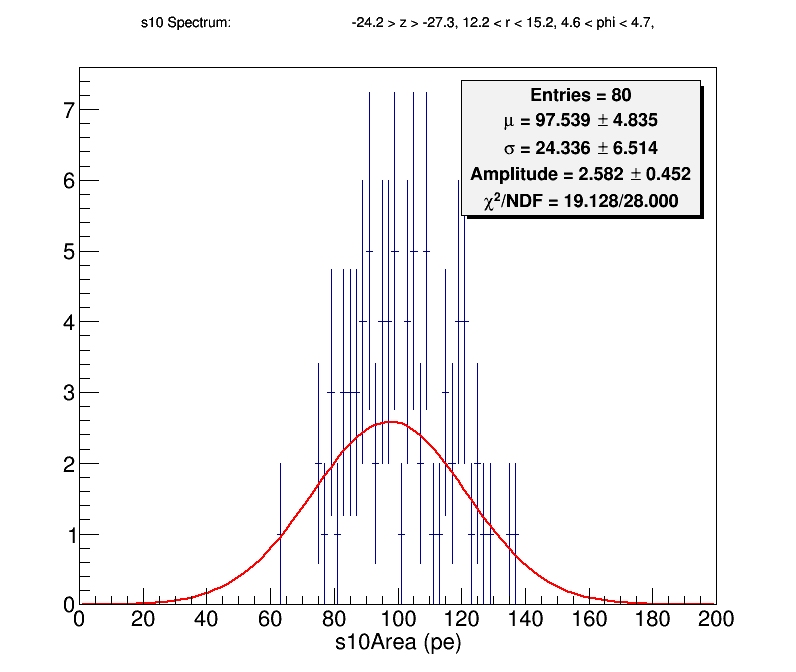 s10 Spectrum: -24.2 > z > -27.3, 12.2 < r < 15.2, 4.6 < phi < 4.7,
Entries = 80
μ = 97.539 ± 4.835
σ = 24.336 ± 6.514
Amplitude = 2.582 ± 0.452
χ²/NDF = 19.128/28.000
7
6
5
4
3
2
1
0
0 20 40 60 80 100 120 140 160 180 200
s10Area (pe)